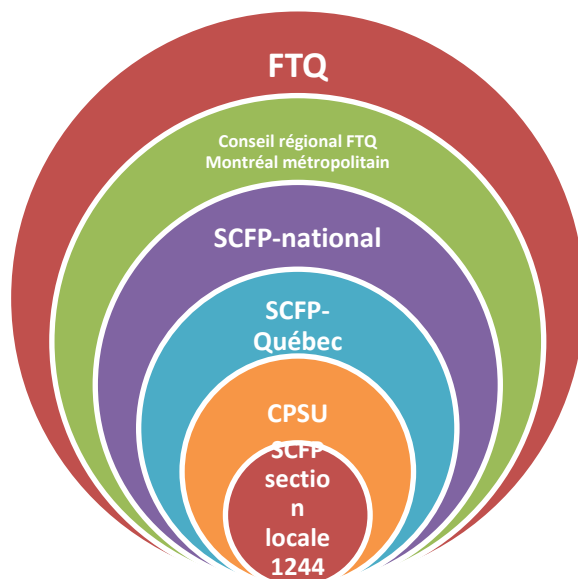 FTQ
Conseil régional FTQ
Montréal métropolitain
SCFP-national
SCFP-
Québec
CPSU
SCFP
sectio
n
locale
1244